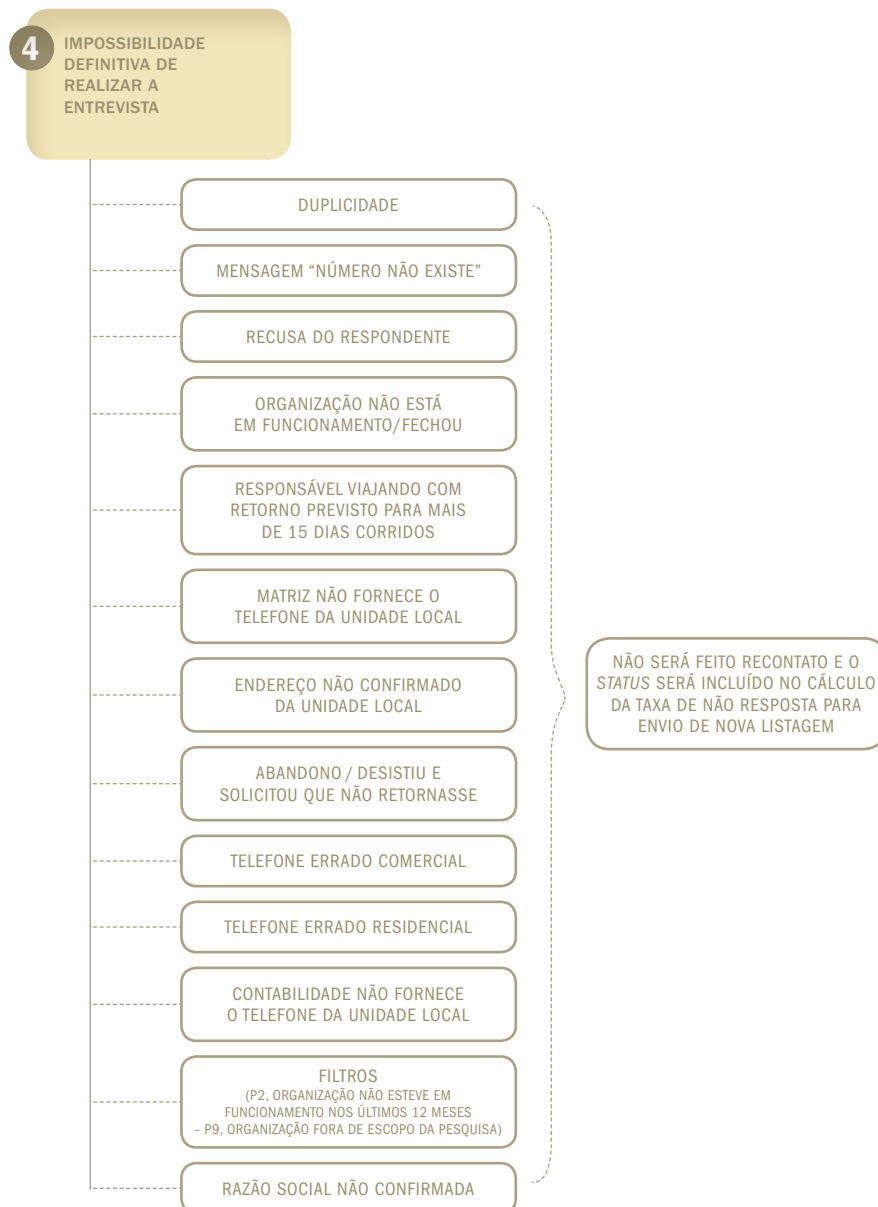 4
IMPOSSIBILIDADE
DEFINITIVA DE
REALIZAR A
ENTREVISTA
DUPLICIDADE
MENSAGEM “NÚMERO NÃO EXISTE”
RECUSA DO RESPONDENTE
ORGANIZAÇÃO NÃO ESTÁ
EM FUNCIONAMENTO/FECHOU
RESPONSÁVEL VIAJANDO COM
RETORNO PREVISTO PARA MAIS
DE 15 DIAS CORRIDOS
MATRIZ NÃO FORNECE O
TELEFONE DA UNIDADE LOCAL
ENDEREÇO NÃO CONFIRMADO
DA UNIDADE LOCAL
ABANDONO / DESISTIU E
SOLICITOU QUE NÃO RETORNASSE
TELEFONE ERRADO COMERCIAL
TELEFONE ERRADO RESIDENCIAL
CONTABILIDADE NÃO FORNECE
O TELEFONE DA UNIDADE LOCAL
FILTROS
(P2, ORGANIZAÇÃO NÃO ESTEVE EM
FUNCIONAMENTO NOS ÚLTIMOS 12 MESES
– P9, ORGANIZAÇÃO FORA DE ESCOPO DA PESQUISA)
RAZÃO SOCIAL NÃO CONFIRMADA
NÃO SERÁ FEITO RECONTATO E O
STATUS SERÁ INCLUÍDO NO CÁLCULO
DA TAXA DE NÃO RESPOSTA PARA
ENVIO DE NOVA LISTAGEM